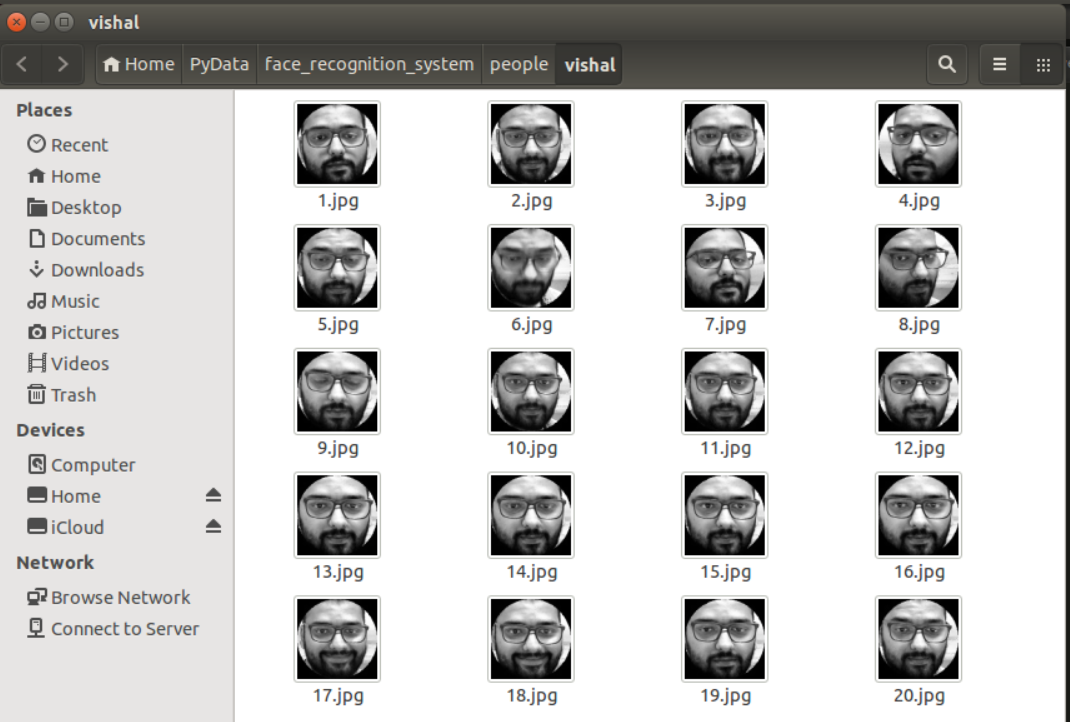 vishal
Home PyData face_recognition_system people vishal
Places
Recent
Home
Desktop
Documents
Downloads
Music
Pictures
Videos
Trash
Devices
Computer
Home
iCloud
Network
Browse Network
Connect to Server
1.jpg 2.jpg 3.jpg 4.jpg
5.jpg 6.jpg 7.jpg 8.jpg
9.jpg 10.jpg 11.jpg 12.jpg
13.jpg 14.jpg 15.jpg 16.jpg
17.jpg 18.jpg 19.jpg 20.jpg